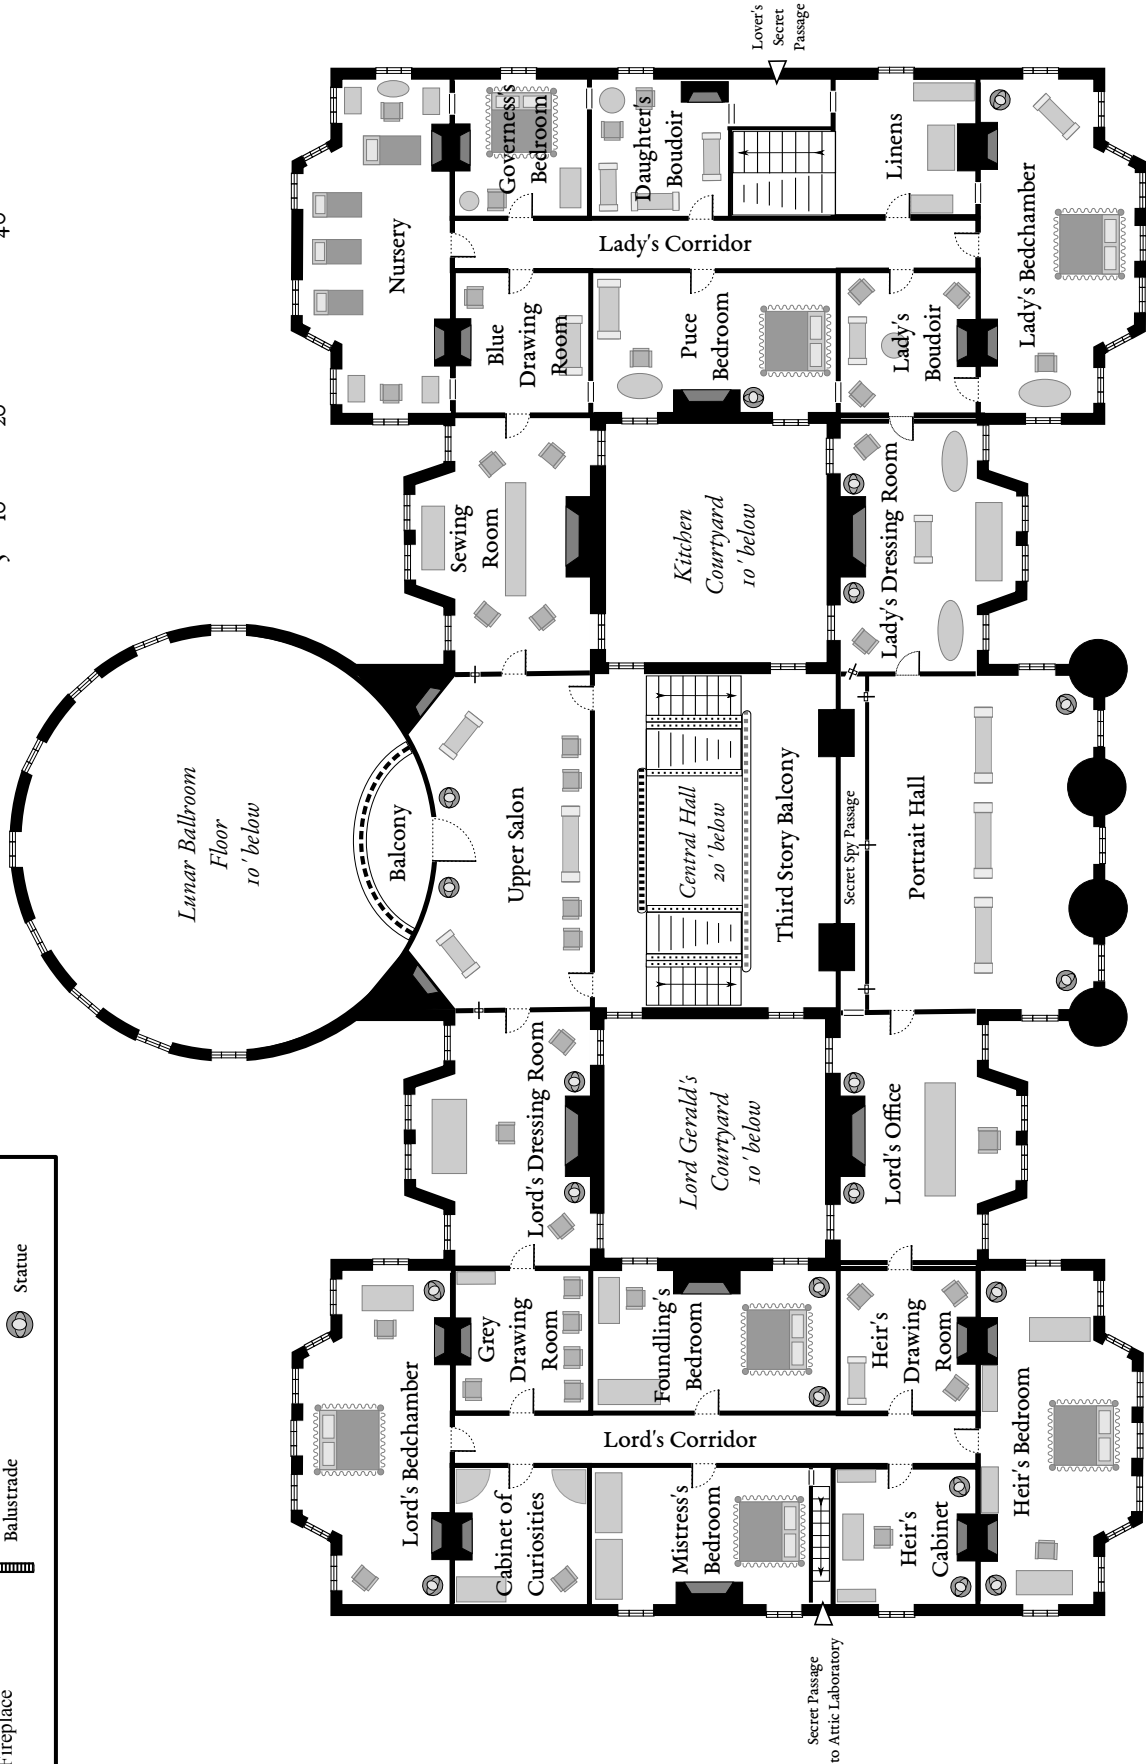 Fireplace
Balustrade
Statue
Lunar Ballroom
Floor
10' below
Balcony
Lord's Bedchamber
Nursery
Upper Salon
Sewing
Room
Lord's Dressing Room
Cabinet of
Curiosities
Grey
Drawing
Room
Blue
Drawing
Room
Governess's
Bedroom
Lord's Corridor
Lady's Corridor
Mistress's
Bedroom
Foundling's
Bedroom
Lord Gerald's
Courtyard
10' below
Central Hall
20' below
Kitchen
Courtyard
10' below
Puce
Bedroom
Daughter's
Boudoir
Third Story Balcony
Lover's
Secret
Passage
Secret Passage
to Attic Laboratory
Secret Spy Passage
Heir's
Cabinet
Heir's
Drawing
Room
Lord's Office
Portrait Hall
Lady's Dressing Room
Lady's
Boudoir
Linens
Heir's Bedroom
Lady's Bedchamber